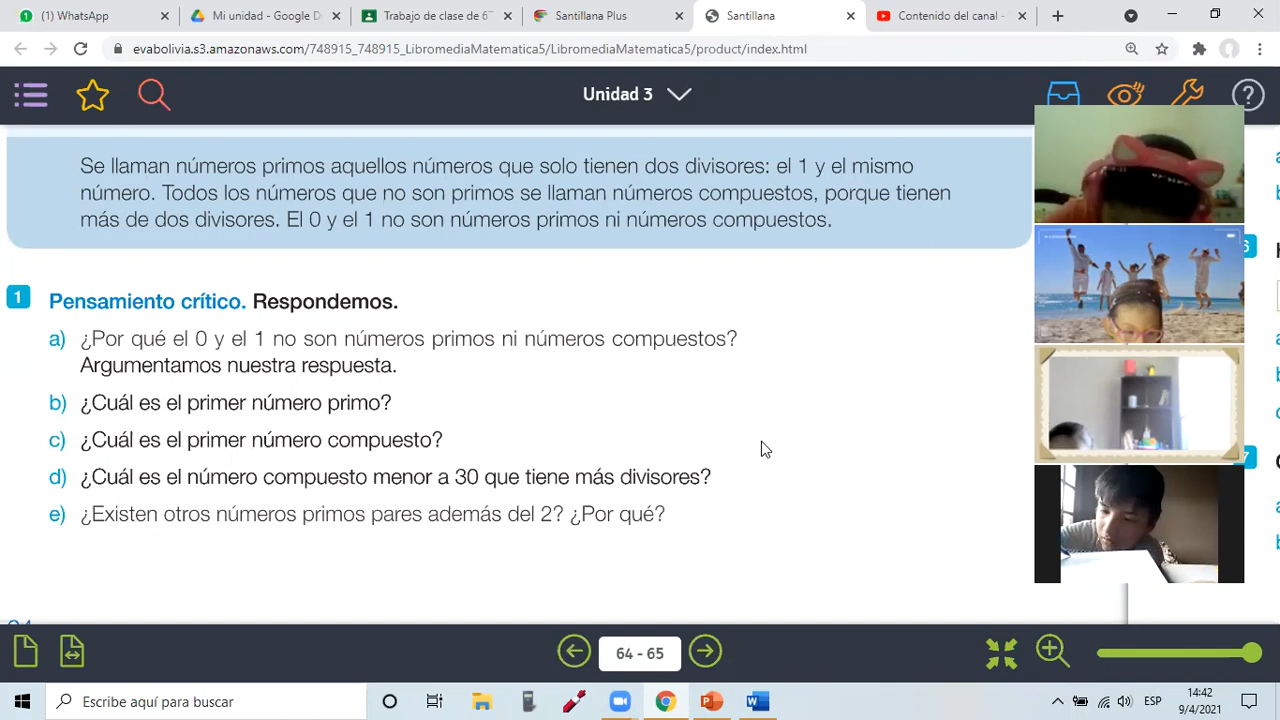 (1) WhatsApp
Mi unidad - Google D
Trabajo de clase de 6
Santillana Plus
Santillana
Contenido del canal -
evabolivia.s3.amazonaws.com/748915_748915_LibromediaMatematica5/LibromediaMatematica5/product/index.html
Unidad 3
Se llaman números primos aquellos números que solo tienen dos divisores: el 1 y el mismo
número. Todos los números que no son primos se llaman números compuestos, porque tienen
más de dos divisores. El 0 y el 1 no son números primos ni números compuestos.
1 Pensamiento crítico. Respondemos.
a) ¿Por qué el 0 y el 1 no son números primos ni números compuestos?
Argumentamos nuestra respuesta.
b) ¿Cuál es el primer número primo?
c) ¿Cuál es el primer número compuesto?
d) ¿Cuál es el número compuesto menor a 30 que tiene más divisores?
e) ¿Existen otros números primos pares además del 2? ¿Por qué?
64 - 65
Escribe aquí para buscar
ESP
14:42
9/4/2021